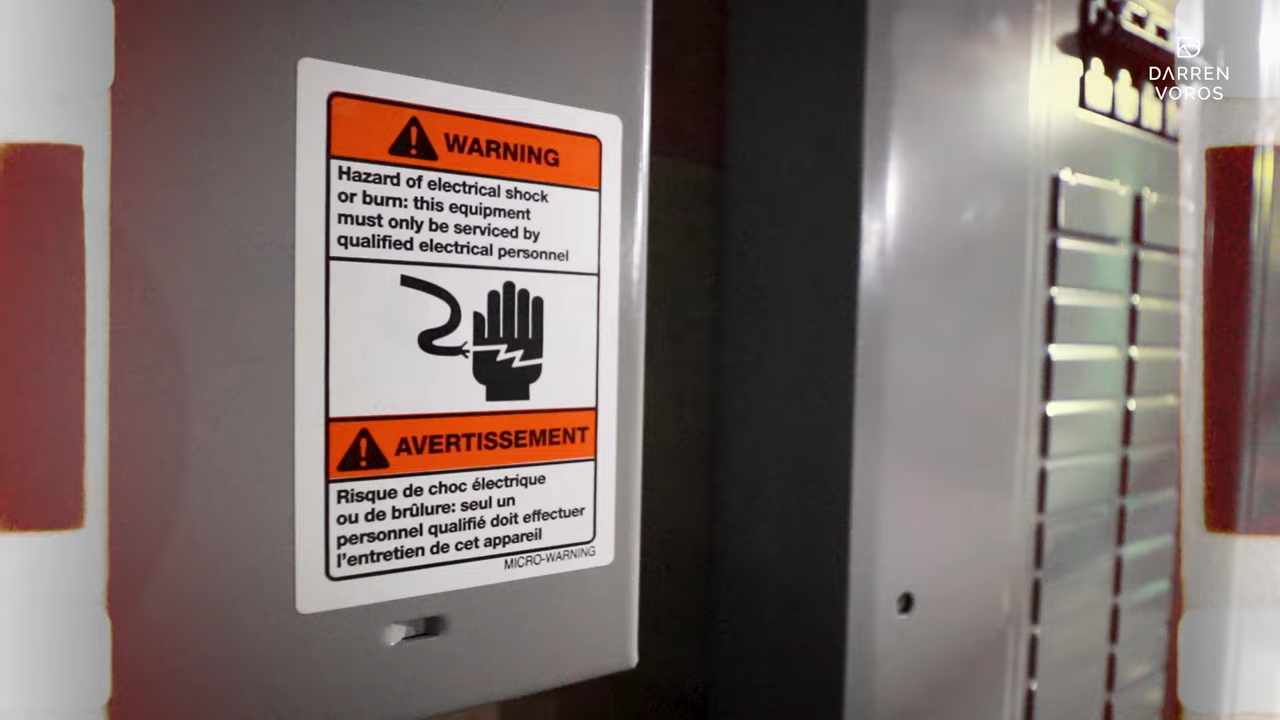 WARNING
Hazard of electrical shock
or burn: this equipment
must only be serviced by
qualified electrical personnel
AVERTISSEMENT
Risque de choc électrique
ou de brûlure: seul un
personnel qualifié doit effectuer
l'entretien de cet appareil
MICRO-WARNING
DARREN
VOROS